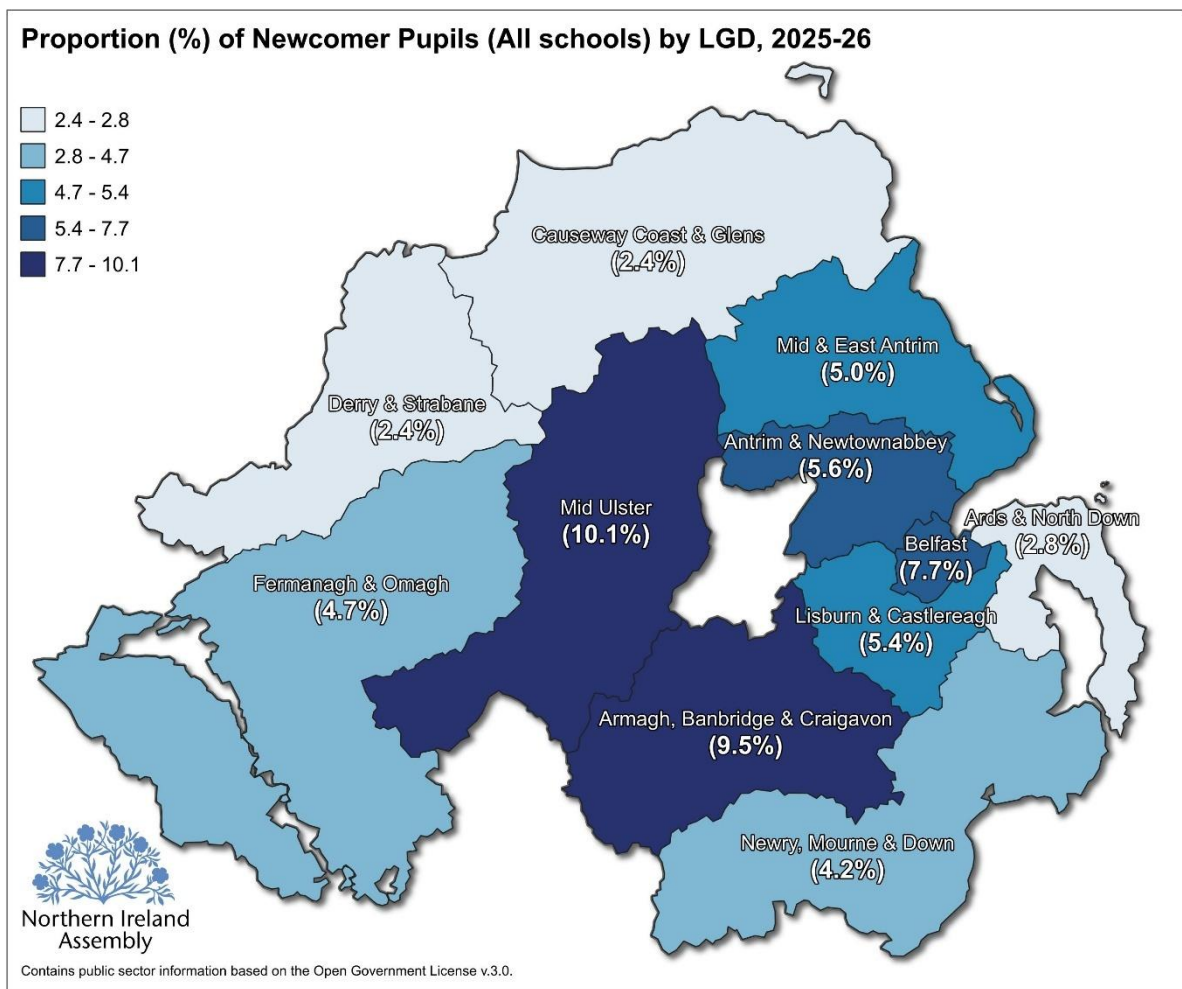 Proportion (%) of Newcomer Pupils (All schools) by LGD, 2025-26
2.4 - 2.8
2.8 - 4.7
4.7 - 5.4
5.4 - 7.7
7.7 - 10.1
Causeway Coast & Glens
(2.4%)
Mid & East Antrim
(5.0%)
Derry & Strabane
(2.4%)
Antrim & Newtownabbey
(5.6%)
Mid Ulster
(10.1%)
Ards & North Down
(2.8%)
Belfast
(7.7%)
Fermanagh & Omagh
(4.7%)
Lisburn & Castlereagh
(5.4%)
Armagh, Banbridge & Craigavon
(9.5%)
Newry, Mourne & Down
(4.2%)
Northern Ireland
Assembly
Contains public sector information based on the Open Government License v.3.0.